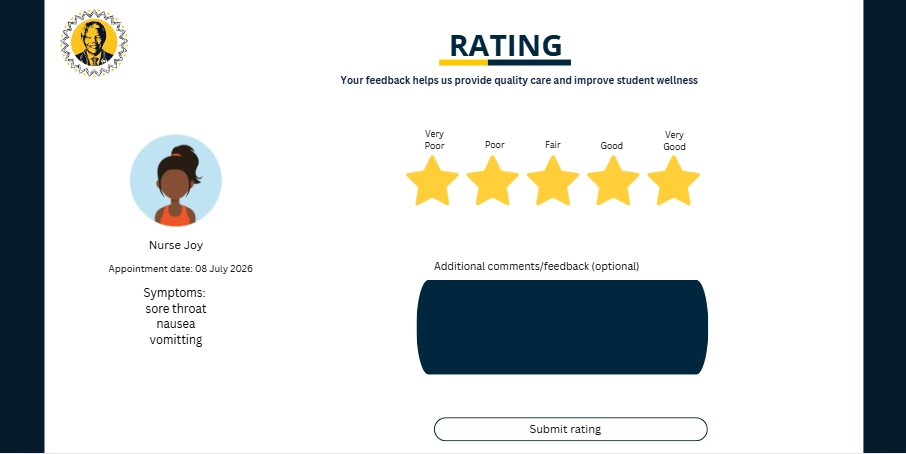 RATING
Your feedback helps us provide quality care and improve student wellness
Very
Poor
Poor
Fair
Good
Very
Good
Nurse Joy
Appointment date: 08 July 2026
Symptoms:
sore throat
nausea
vomitting
Additional comments/feedback (optional)
Submit rating